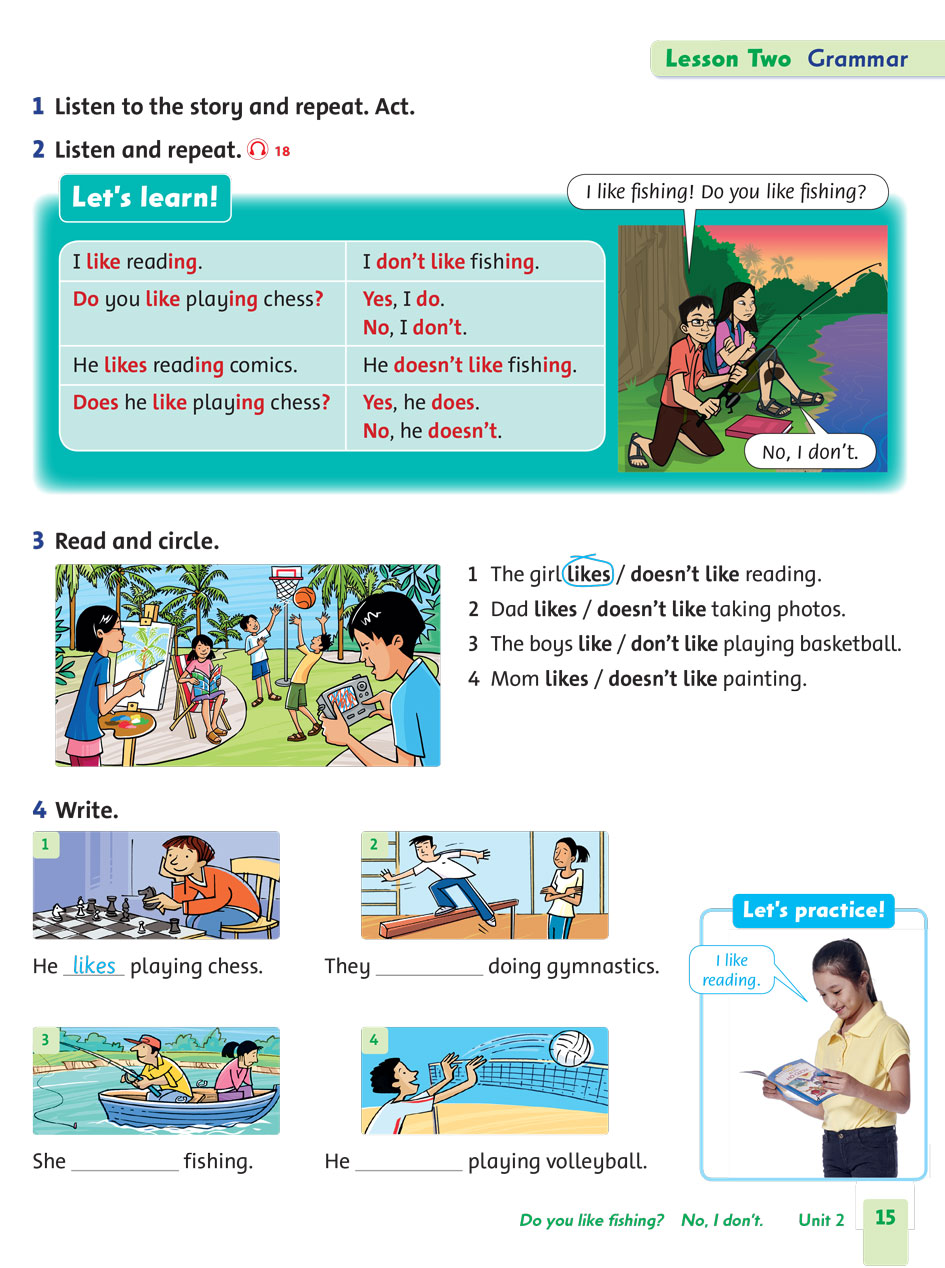 Lesson Two Grammar
1 Listen to the story and repeat. Act.
2 Listen and repeat. 18
Let's learn!
I like fishing! Do you like fishing?
I like reading. I don't like fishing.
Do you like playing chess? Yes, I do.
No, I don't.
He likes reading comics. He doesn't like fishing.
Does he like playing chess? Yes, he does.
No, he doesn't.
No, I don't.
3 Read and circle.
1 The girl likes / doesn't like reading.
2 Dad likes / doesn't like taking photos.
3 The boys like / don't like playing basketball.
4 Mom likes / doesn't like painting.
4 Write.
1
2
He likes playing chess.
They __________ doing gymnastics.
3
4
She __________ fishing.
He __________ playing volleyball.
Let's practice!
I like
reading.
Do you like fishing? No, I don't. Unit 2 15